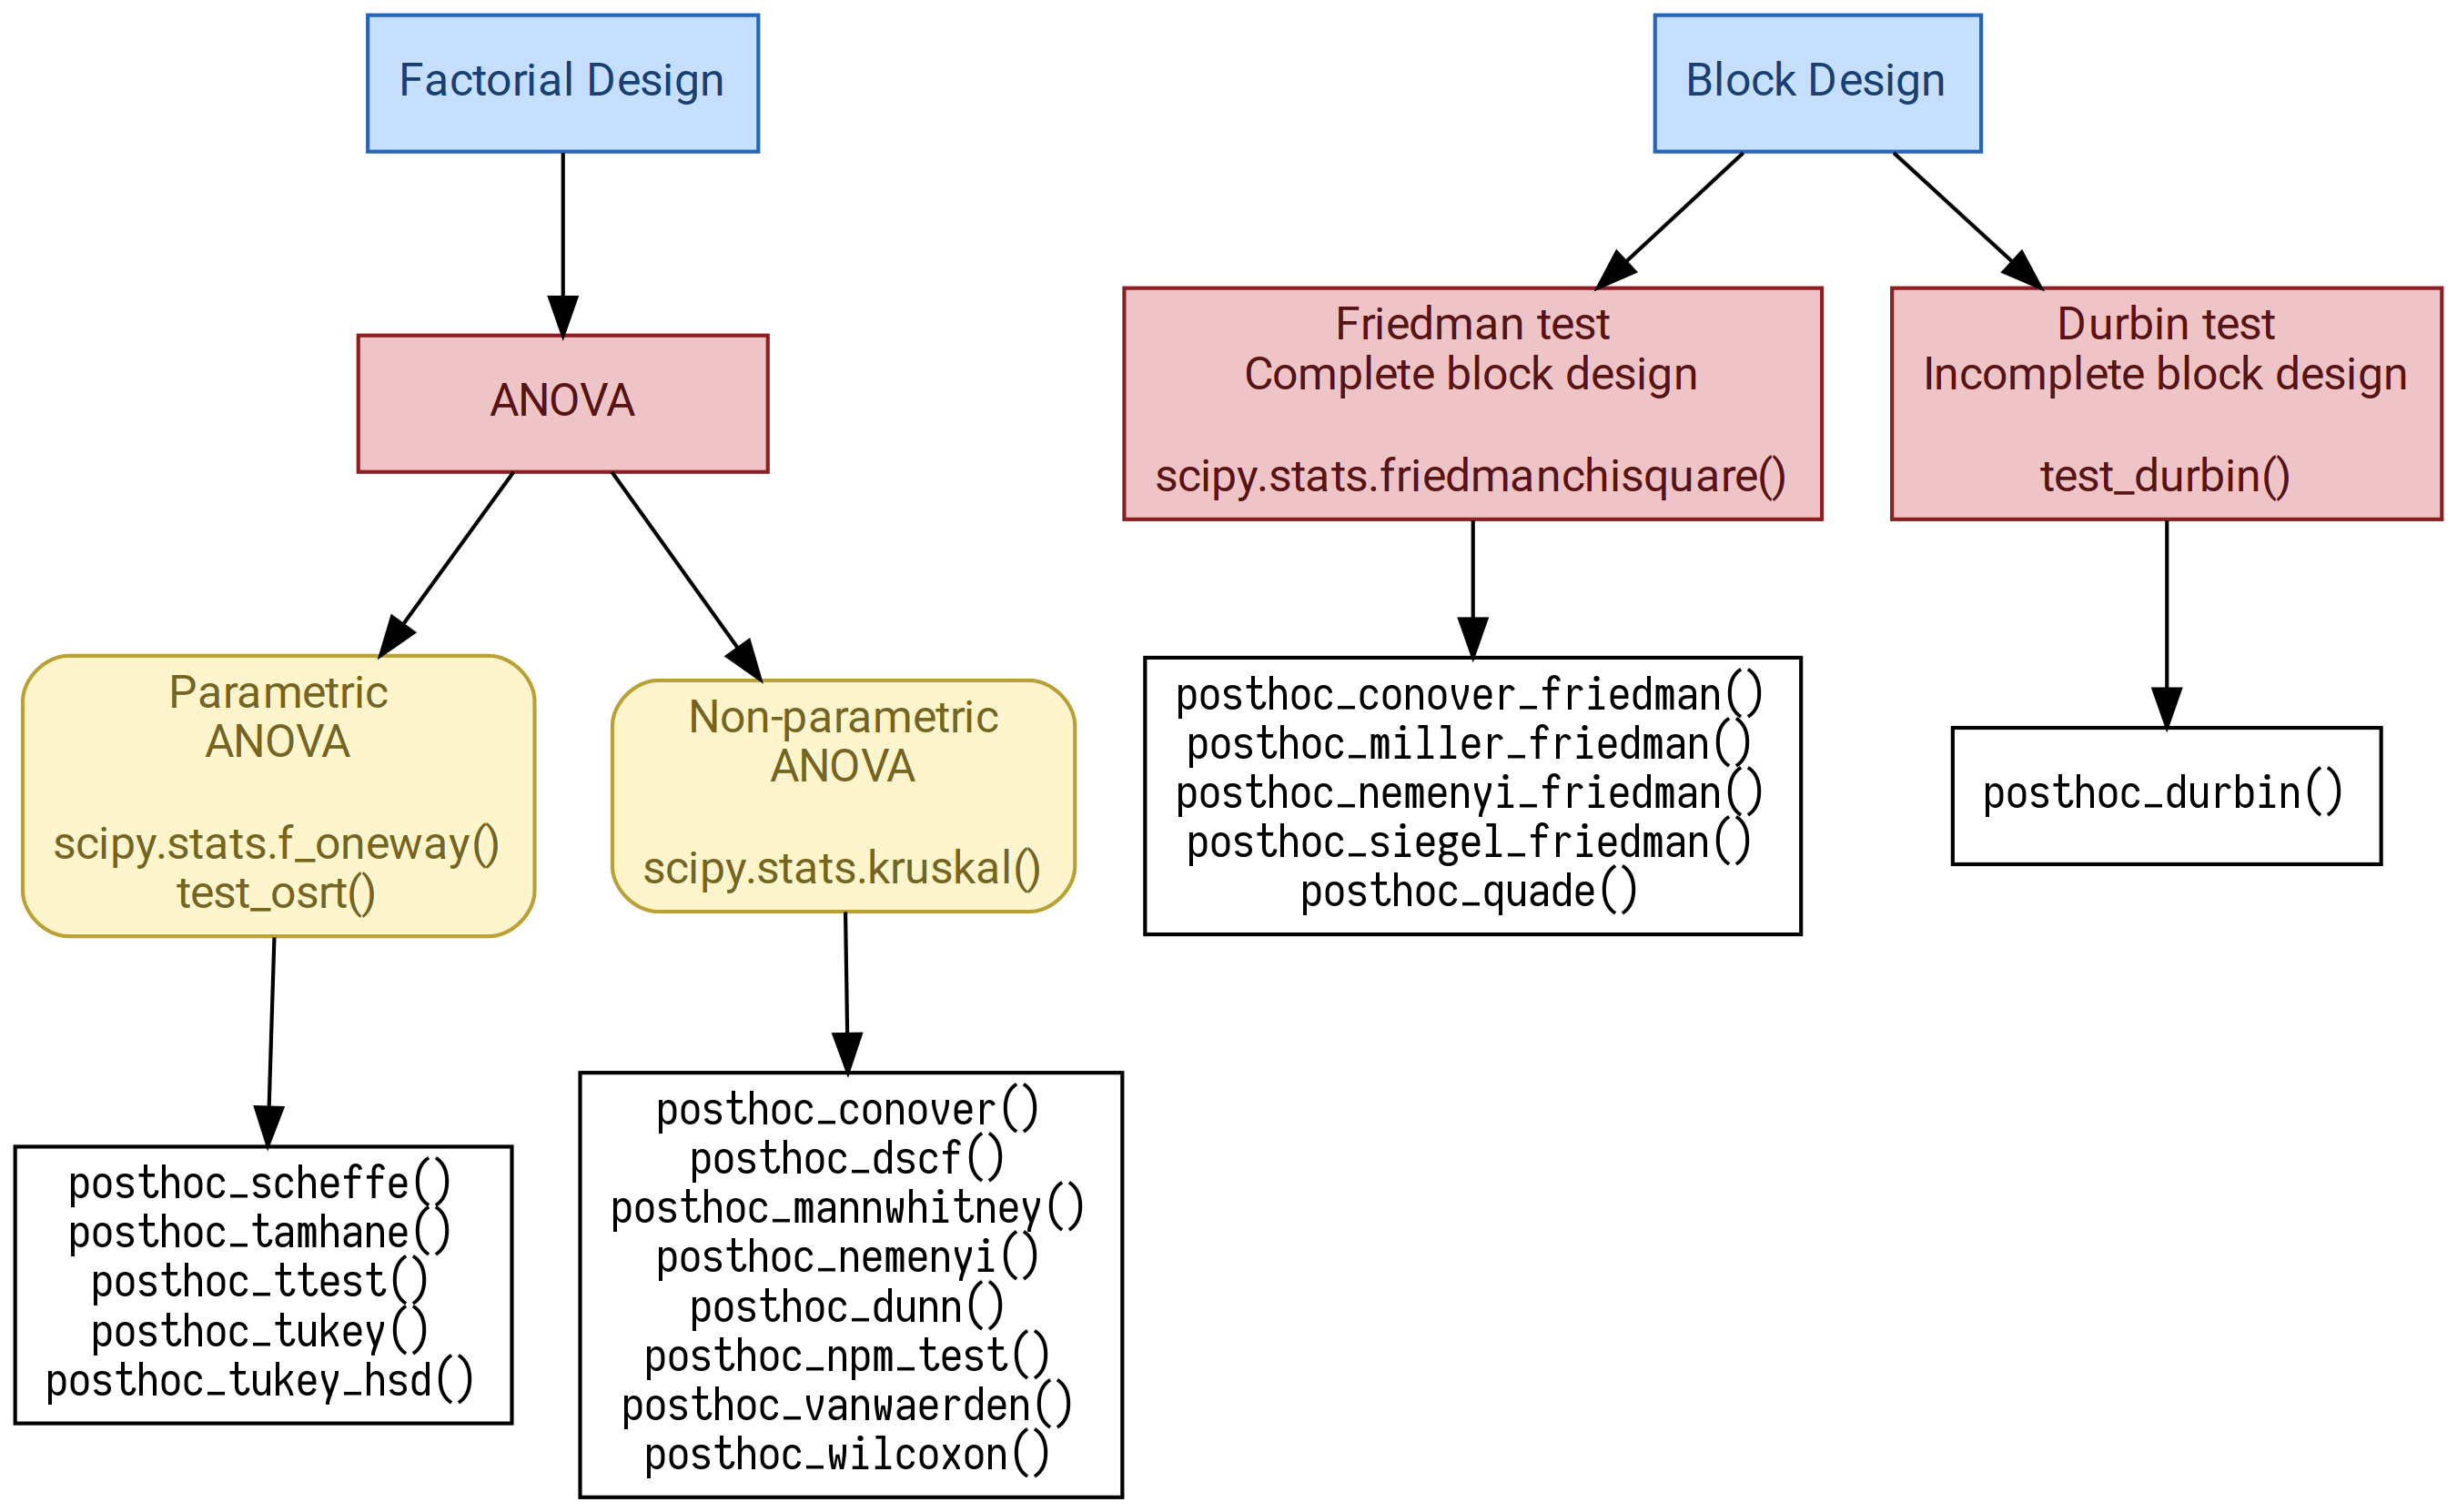 Factorial Design
Block Design
ANOVA
Friedman test
Complete block design
scipy.stats.friedmanchisquare()
Durbin test
Incomplete block design
test_durbin()
Parametric
ANOVA
scipy.stats.f_oneway()
test_osrt()
Non-parametric
ANOVA
scipy.stats.kruskal()
posthoc_conover_friedman()
posthoc_miller_friedman()
posthoc_nemenyi_friedman()
posthoc_siegel_friedman()
posthoc_quade()
posthoc_durbin()
posthoc_scheffe()
posthoc_tamhane()
posthoc_ttest()
posthoc_tukey()
posthoc_tukey_hsd()
posthoc_conover()
posthoc_dscf()
posthoc_mannwhitney()
posthoc_nemenyi()
posthoc_dunn()
posthoc_npm_test()
posthoc_vanwaerden()
posthoc_wilcoxon()